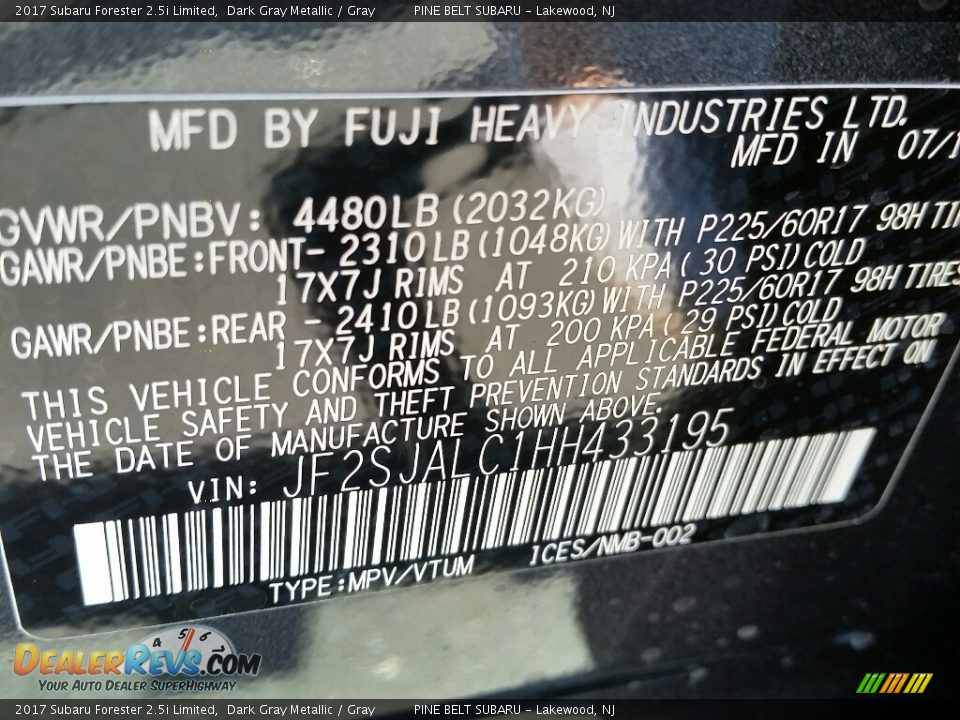 2017 Subaru Forester 2.5i Limited, Dark Gray Metallic / Gray PINE BELT SUBARU - Lakewood, NJ
MFD BY FUJI HEAVY INDUSTRIES LTD.
MFD IN 07/1
GVWR/PNBV: 4480LB (2032KG)
GAWR/PNBE:FRONT- 2310LB (1048KG) WITH P225/60R17 98H TI
17X7J RIMS AT 210 KPA( 30 PSI) COLD
GAWR/PNBE:REAR - 2410LB (1093KG) WITH P225/60R17 98H TIRES
17X7J RIMS AT 200 KPA( 29 PSI) COLD
THIS VEHICLE CONFORMS TO ALL APPLICABLE FEDERAL MOTOR
VEHICLE SAFETY AND THEFT PREVENTION STANDARDS IN EFFECT ON
THE DATE OF MANUFACTURE SHOWN ABOVE.
VIN: JF2SJALC1HH433195
TYPE:MPV/VTUM ICES/NMB-002
4 5 6
DEALERREVS.COM
YOUR AUTO DEALER SUPERHIGHWAY
2017 Subaru Forester 2.5i Limited, Dark Gray Metallic / Gray PINE BELT SUBARU - Lakewood, NJ